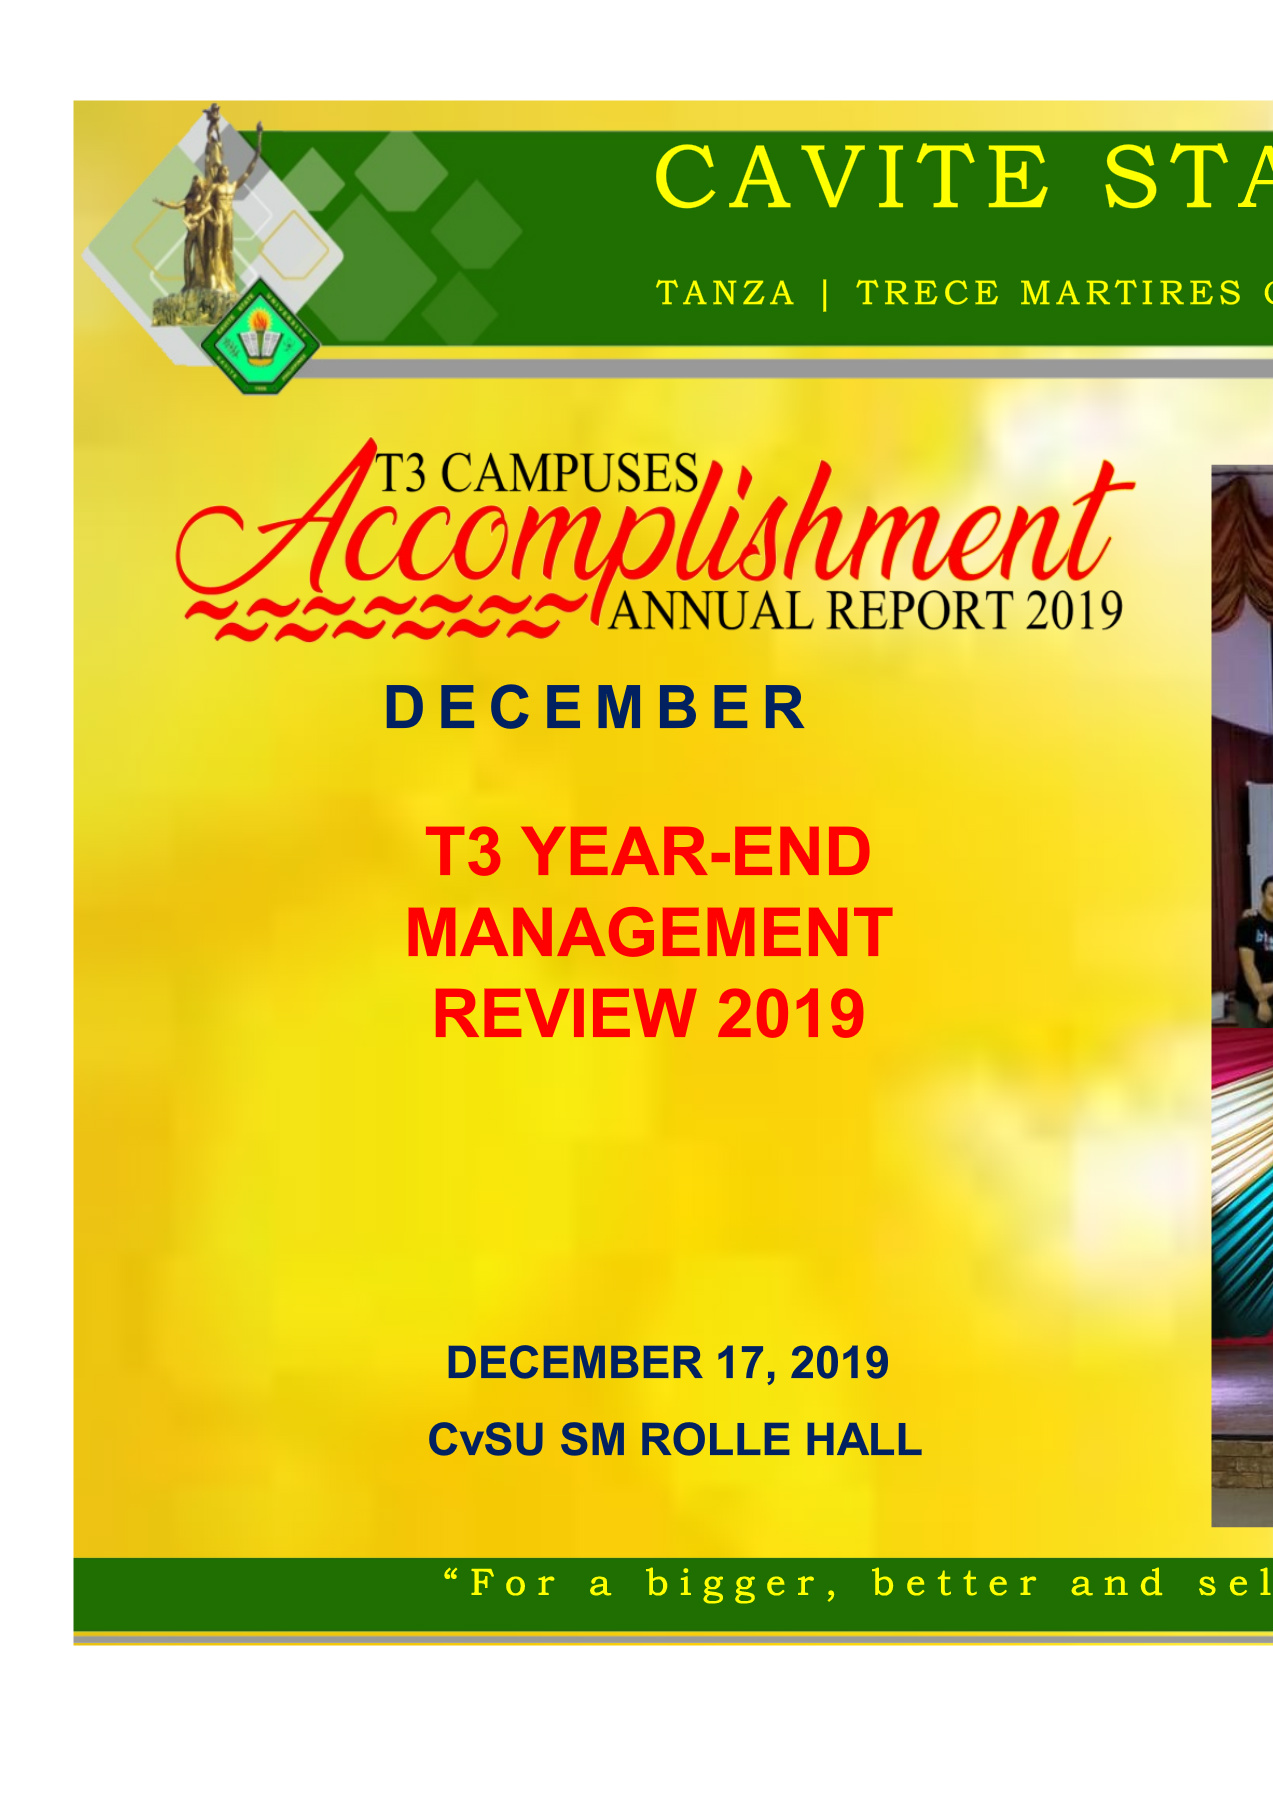 CAVITE STA
TANZA | TRECE MARTIRES C
T3 CAMPUSES
Accomplishment
ANNUAL REPORT 2019
DECEMBER
T3 YEAR-END
MANAGEMENT
REVIEW 2019
DECEMBER 17, 2019
CvSU SM ROLLE HALL
“For a bigger, better and sel